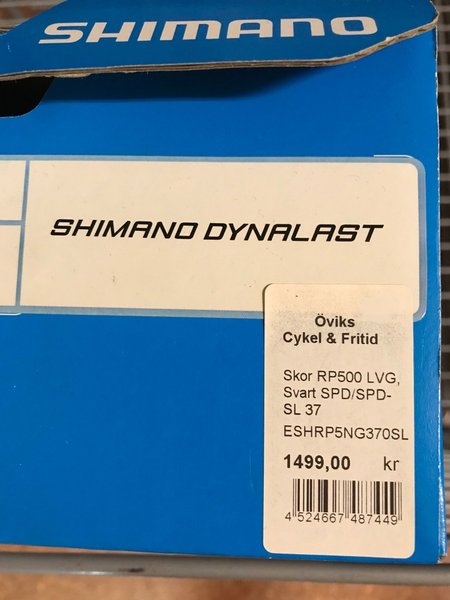 SHIMANO
SHIMANO DYNALAST
Öviks
Cykel & Fritid
Skor RP500 LVG,
Svart SPD/SPD-
SL 37
ESHRP5NG370SL
1499,00 kr
4 524667 487449